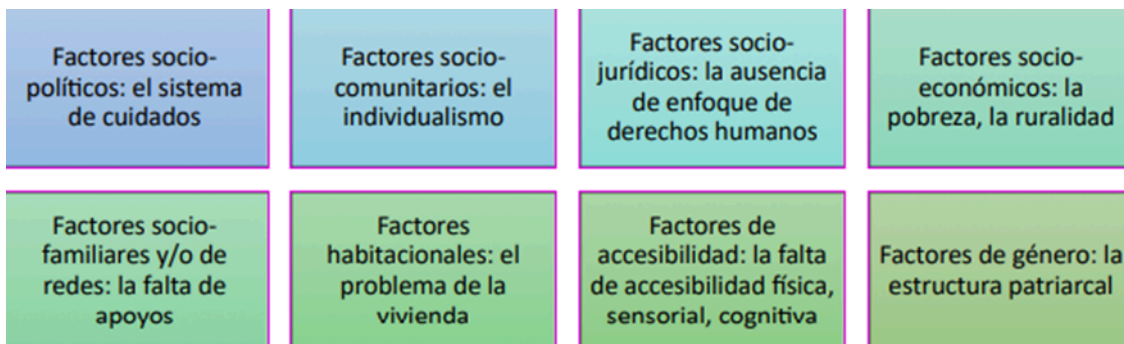 Factores socio-
políticos: el sistema
de cuidados
Factores socio-
comunitarios: el
individualismo
Factores socio-
jurídicos: la ausencia
de enfoque de
derechos humanos
Factores socio-
económicos: la
pobreza, la ruralidad
Factores socio-
familiares y/o de
redes: la falta de
apoyos
Factores
habitacionales: el
problema de la
vivienda
Factores de
accesibilidad: la falta
de accesibilidad física,
sensorial, cognitiva
Factores de género: la
estructura patriarcal